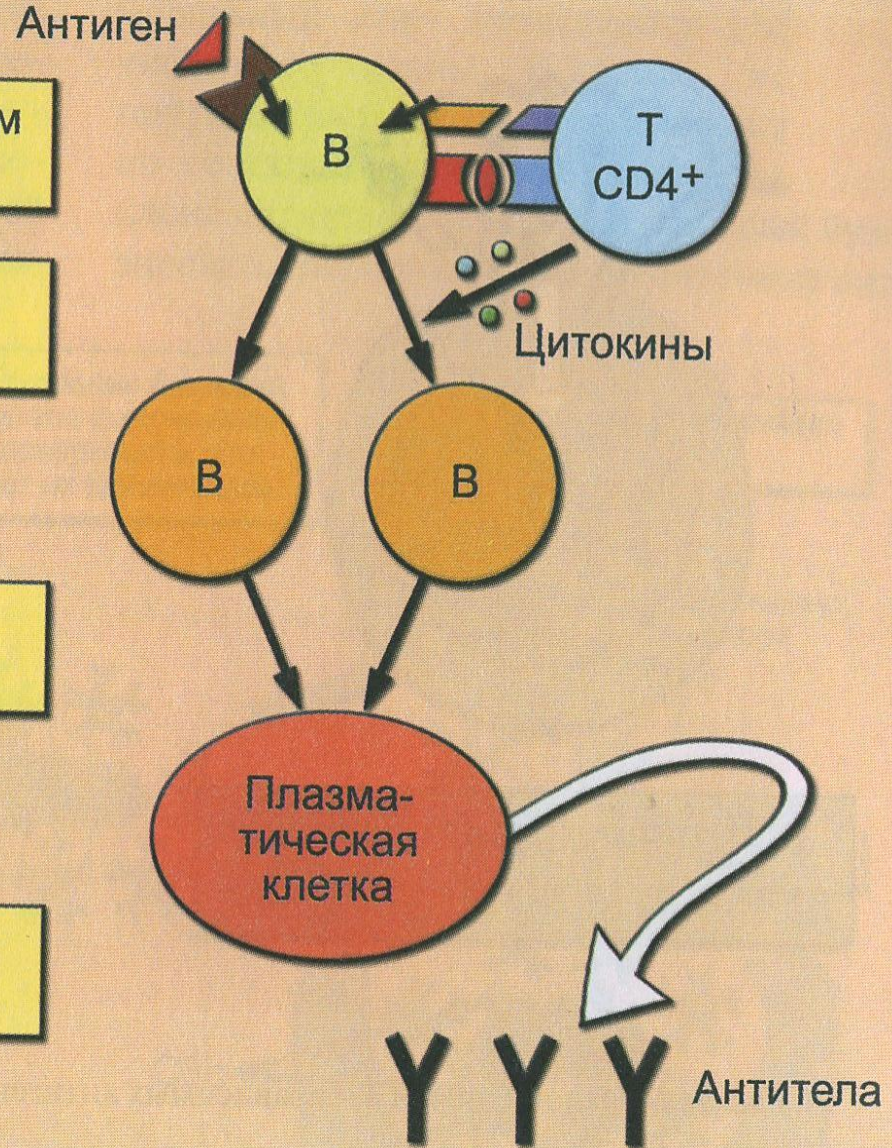 Антиген
м
В
Т
CD4+
Цитокины
В
В
Плазма-
тическая
клетка
Антитела